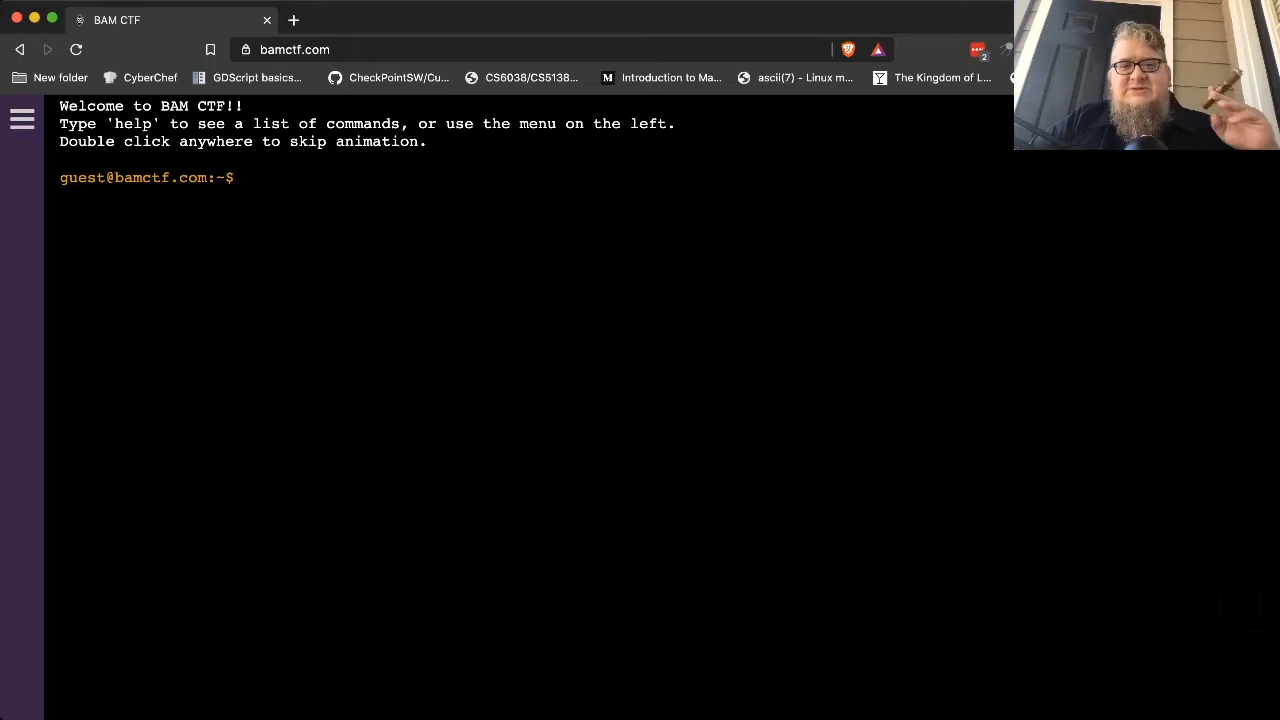 BAM CTF
bamctf.com
2
New folder
CyberChef
GDScript basics...
CheckPointSW/Cu...
CS6038/CS5138...
M
Introduction to Ma...
ascii(7) - Linux m...
The Kingdom of L...
Welcome to BAM CTF!!
Type 'help' to see a list of commands, or use the menu on the left.
Double click anywhere to skip animation.
guest@bamctf.com:~$